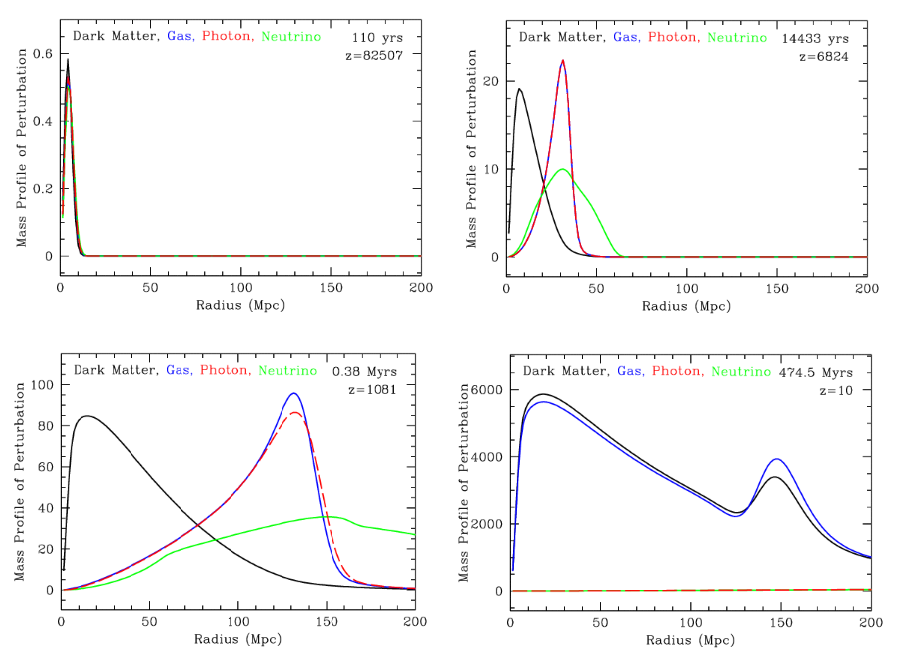 Dark Matter, Gas, Photon, Neutrino 110 yrs
z=82507
Mass Profile of Perturbation
0.6
0.4
0.2
0
0 50 100 150 200
Radius (Mpc)
Dark Matter, Gas, Photon, Neutrino 14433 yrs
z=6824
Mass Profile of Perturbation
20
10
0
0 50 100 150 200
Radius (Mpc)
Dark Matter, Gas, Photon, Neutrino 0.38 Myrs
z=1081
Mass Profile of Perturbation
100
80
60
40
20
0
0 50 100 150 200
Radius (Mpc)
Dark Matter, Gas, Photon, Neutrino 474.5 Myrs
z=10
Mass Profile of Perturbation
6000
4000
2000
0
0 50 100 150 200
Radius (Mpc)